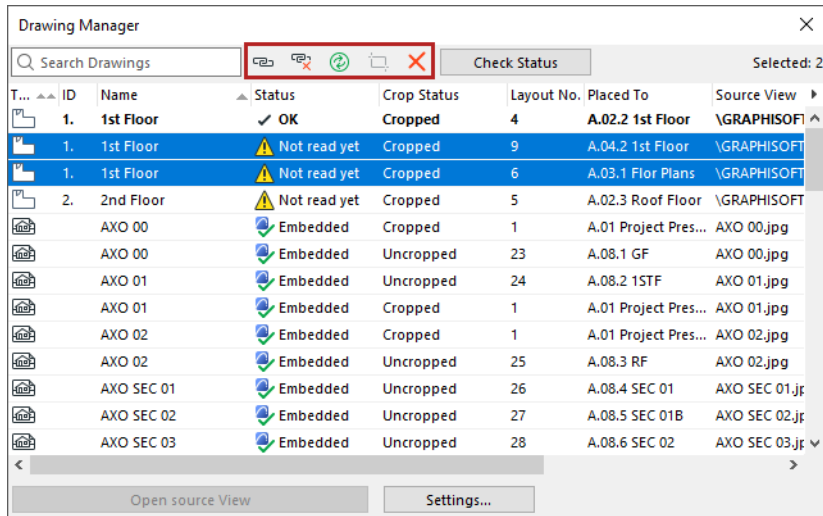 Drawing Manager
Search Drawings Check Status Selected: 2
T... ID Name Status Crop Status Layout No. Placed To Source View
1. 1st Floor OK Cropped 4 A.02.2 1st Floor \GRAPHISOFT
1. 1st Floor Not read yet Cropped 9 A.04.2 1st Floor \GRAPHISOFT
1. 1st Floor Not read yet Cropped 6 A.03.1 Flor Plans \GRAPHISOFT
2. 2nd Floor Not read yet Cropped 5 A.02.3 Roof Floor \GRAPHISOFT
AXO 00 Embedded Cropped 1 A.01 Project Pres... AXO 00.jpg
AXO 00 Embedded Uncropped 23 A.08.1 GF AXO 00.jpg
AXO 01 Embedded Uncropped 24 A.08.2 1STF AXO 01.jpg
AXO 01 Embedded Cropped 1 A.01 Project Pres... AXO 01.jpg
AXO 02 Embedded Cropped 1 A.01 Project Pres... AXO 02.jpg
AXO 02 Embedded Uncropped 25 A.08.3 RF AXO 02.jpg
AXO SEC 01 Embedded Uncropped 26 A.08.4 SEC 01 AXO SEC 01.jp
AXO SEC 02 Embedded Uncropped 27 A.08.5 SEC 01B AXO SEC 02.jp
AXO SEC 03 Embedded Uncropped 28 A.08.6 SEC 02 AXO SEC 03.jp
Open source View Settings...